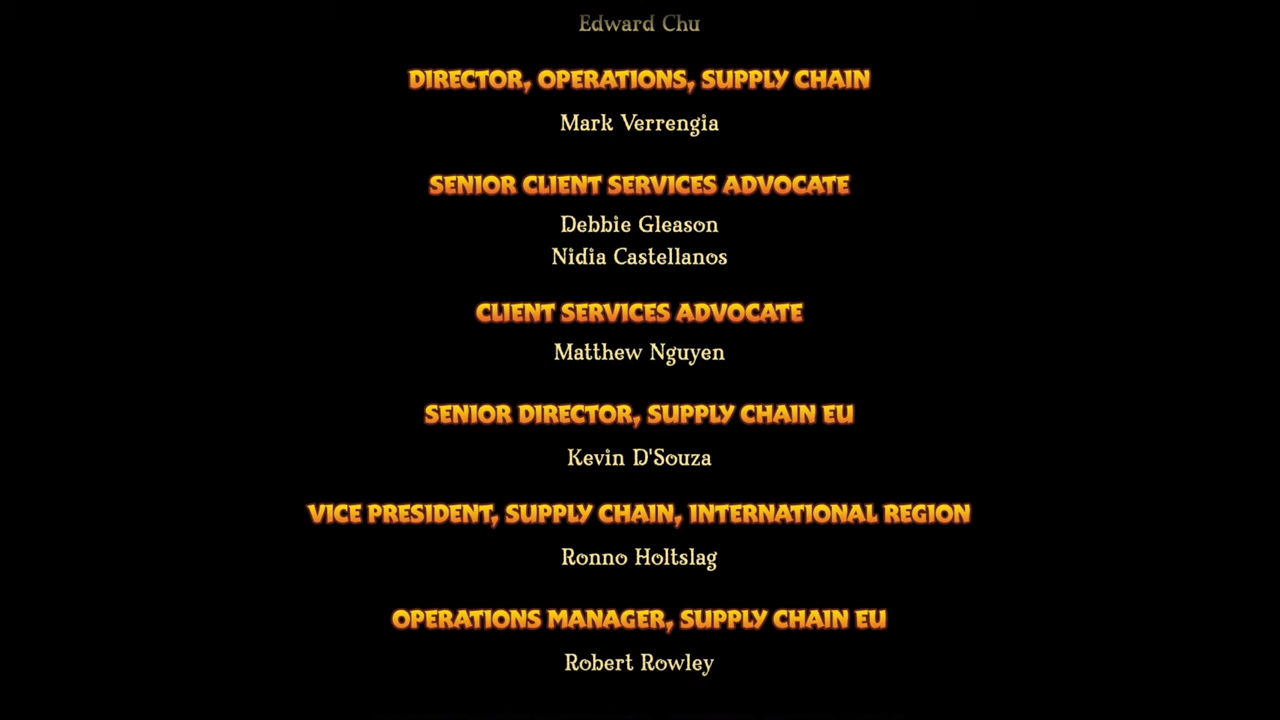 Edward Chu
DIRECTOR, OPERATIONS, SUPPLY CHAIN
Mark Verrengia
SENIOR CLIENT SERVICES ADVOCATE
Debbie Gleason
Nidia Castellanos
CLIENT SERVICES ADVOCATE
Matthew Nguyen
SENIOR DIRECTOR, SUPPLY CHAIN EU
Kevin D'Souza
VICE PRESIDENT, SUPPLY CHAIN, INTERNATIONAL REGION
Ronno Holtslag
OPERATIONS MANAGER, SUPPLY CHAIN EU
Robert Rowley